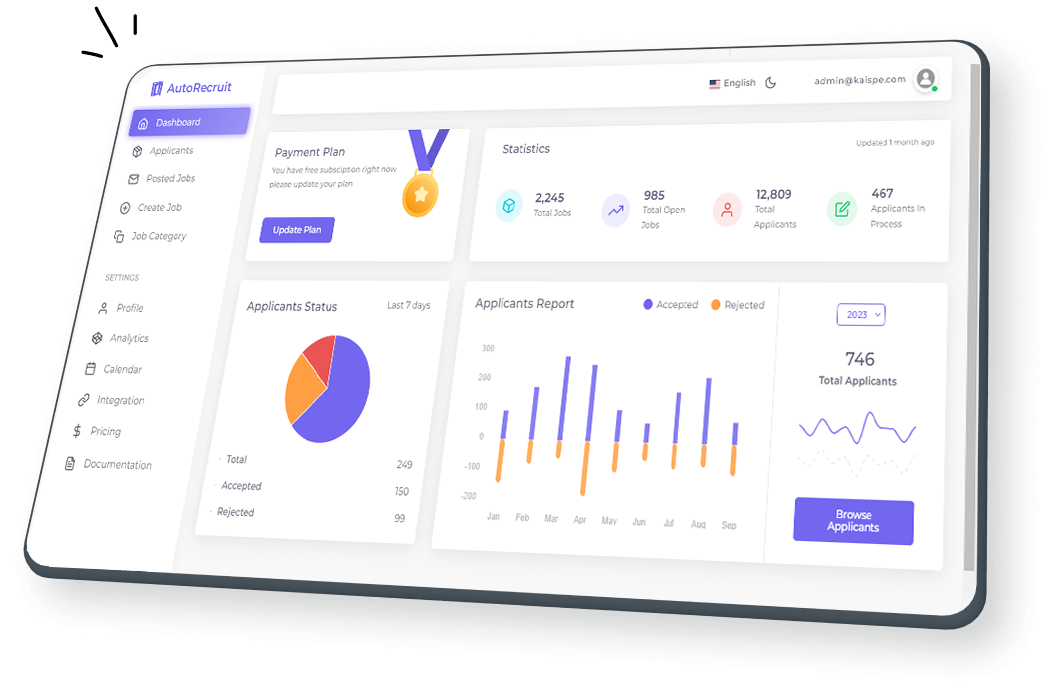 AutoRecruit
English
admin@kaispe.com
Dashboard
Applicants
Posted Jobs
Create Job
Job Category
SETTINGS
Profile
Analytics
Calendar
Integration
Pricing
Documentation
Payment Plan
You have free subsciption right now
please update your plan
Update Plan
Statistics
Updated 1 month ago
2,245
Total Jobs
985
Total Open
Jobs
12,809
Total
Applicants
467
Applicants In
Process
Applicants Status
Last 7 days
Total 249
Accepted 150
Rejected 99
Applicants Report
Accepted
Rejected
300
200
100
0
-100
-200
Jan Feb Mar Apr May Jun Jul Aug Sep
2023
746
Total Applicants
Browse
Applicants